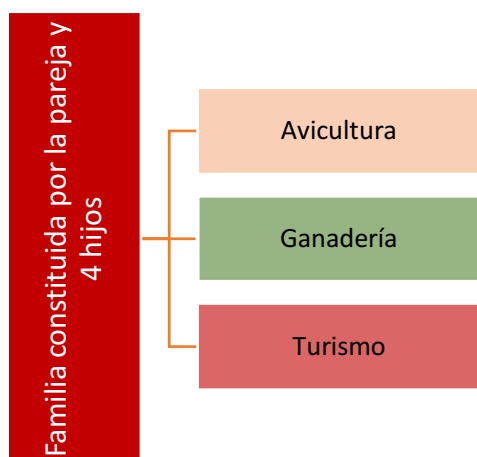 Familia constituida por la pareja y
4 hijos
Avicultura
Ganadería
Turismo